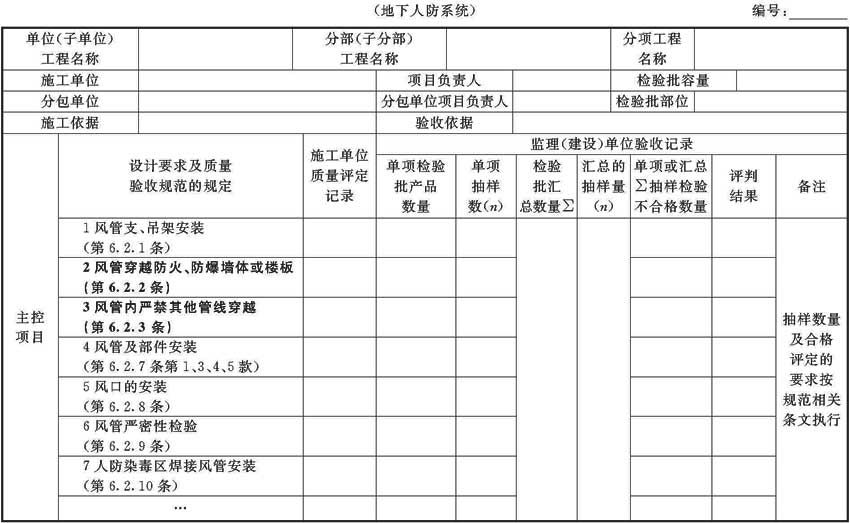 (地下人防系统) 编号:
单位(子单位)
工程名称
分部(子分部)
工程名称
分项工程
名称
施工单位 项目负责人 检验批容量
分包单位 分包单位项目负责人 检验批部位
施工依据 验收依据
主控
项目
设计要求及质量
验收规范的规定
施工单位
质量评定
记录
监理(建设)单位验收记录
单项检验
批产品
数量
单项
抽样
数(n)
检验
批汇
总数量∑
汇总的
抽样量
(n)
单项或汇总
∑抽样检验
不合格数量
评判
结果
备注
1 风管支、吊架安装
(第 6.2.1 条)
2 风管穿越防火、防爆墙体或楼板
(第 6.2.2 条)
3 风管内严禁其他管线穿越
(第 6.2.3 条)
4 风管及部件安装
(第 6.2.7 条第 1、3、4、5 款)
5 风口的安装
(第 6.2.8 条)
6 风管严密性检验
(第 6.2.9 条)
7 人防染毒区焊接风管安装
(第 6.2.10 条)
…
抽样数量
及合格
评定的
要求按
规范相关
条文执行